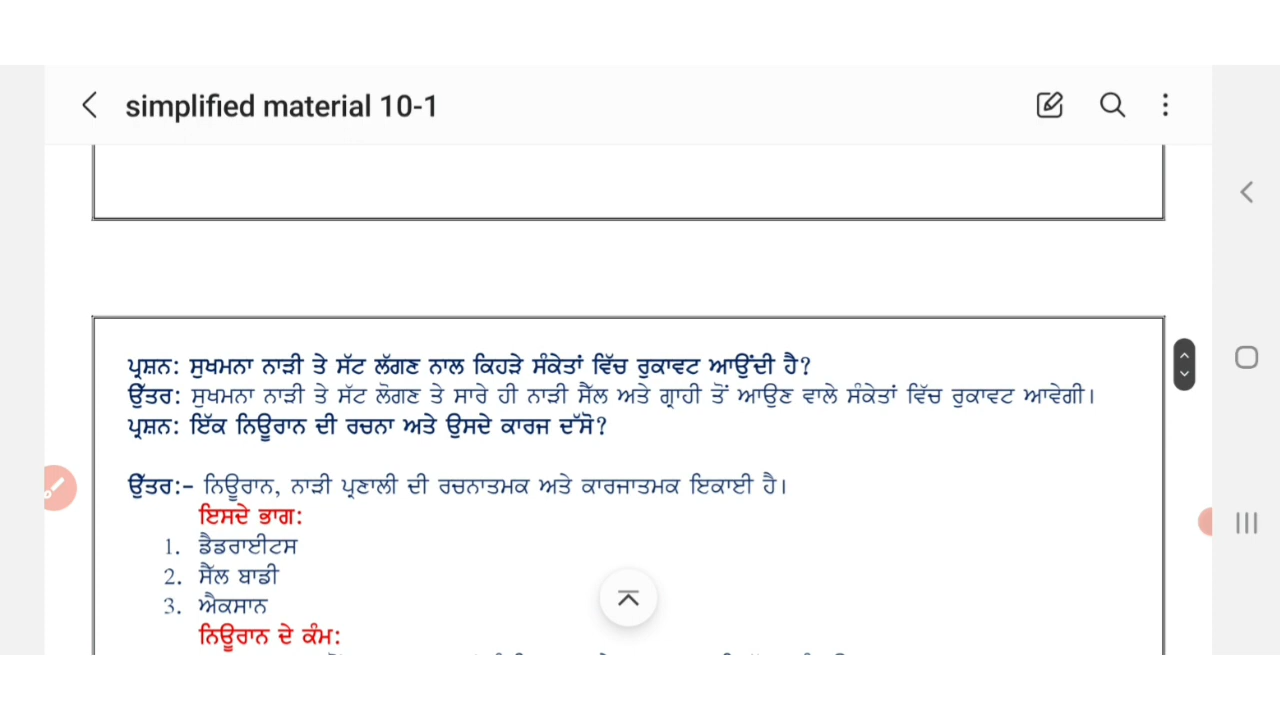 simplified material 10-1
ਪ੍ਰਸ਼ਨ: ਸੁਖਮਨਾ ਨਾੜੀ ਤੇ ਸੱਟ ਲੱਗਣ ਨਾਲ ਕਿਹੜੇ ਸੰਕੇਤਾਂ ਵਿੱਚ ਰੁਕਾਵਟ ਆਉਂਦੀ ਹੈ?
ਉੱਤਰ: ਸੁਖਮਨਾ ਨਾੜੀ ਤੇ ਸੱਟ ਲੋਗਣ ਤੇ ਸਾਰੇ ਹੀ ਨਾੜੀ ਸੈੱਲ ਅਤੇ ਗ੍ਰਾਹੀ ਤੋਂ ਆਉਣ ਵਾਲੇ ਸੰਕੇਤਾਂ ਵਿੱਚ ਰੁਕਾਵਟ ਆਵੇਗੀ।
ਪ੍ਰਸ਼ਨ: ਇੱਕ ਨਿਊਰਾਨ ਦੀ ਰਚਨਾ ਅਤੇ ਉਸਦੇ ਕਾਰਜ ਦੱਸੋ?
ਉੱਤਰ:- ਨਿਊਰਾਨ, ਨਾੜੀ ਪ੍ਰਣਾਲੀ ਦੀ ਰਚਨਾਤਮਕ ਅਤੇ ਕਾਰਜਾਤਮਕ ਇਕਾਈ ਹੈ।
ਇਸਦੇ ਭਾਗ:
1. ਡੈਡਰਾਈਟਸ
2. ਸੈੱਲ ਬਾਡੀ
3. ਐਕਸਾਨ
ਨਿਊਰਾਨ ਦੇ ਕੰਮ: